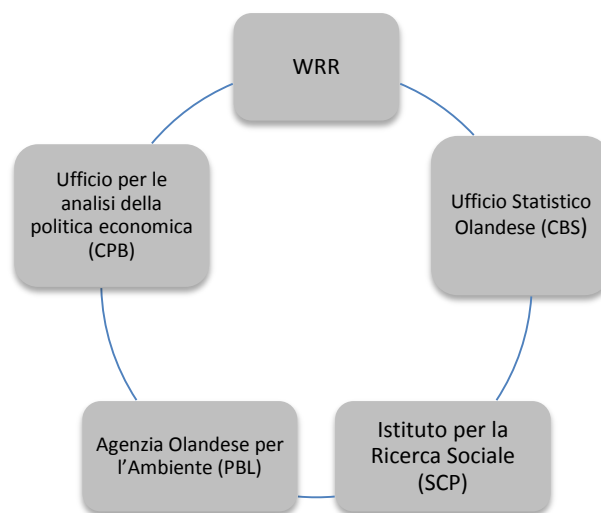 WRR
Ufficio per le
analisi della
politica economica
(CPB)
Ufficio Statistico
Olandese (CBS)
Agenzia Olandese per
l’Ambiente (PBL)
Istituto per la
Ricerca Sociale
(SCP)